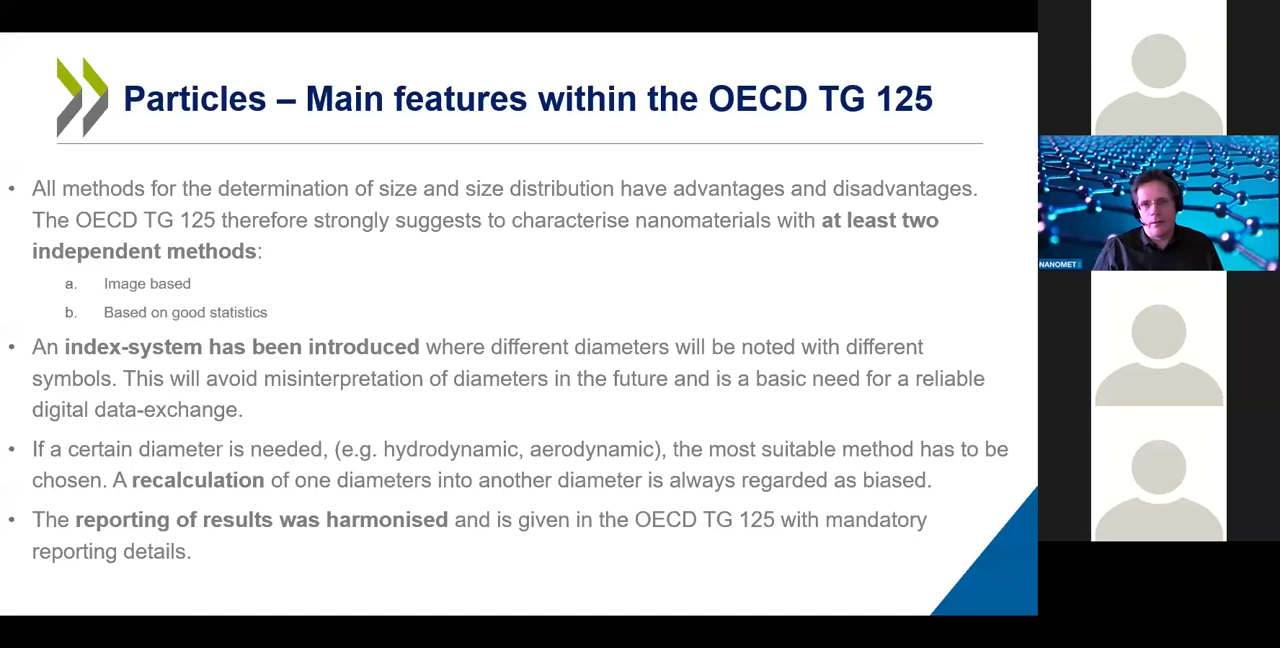 Particles – Main features within the OECD TG 125
• All methods for the determination of size and size distribution have advantages and disadvantages.
The OECD TG 125 therefore strongly suggests to characterise nanomaterials with at least two
independent methods:
a. Image based
b. Based on good statistics
• An index-system has been introduced where different diameters will be noted with different
symbols. This will avoid misinterpretation of diameters in the future and is a basic need for a reliable
digital data-exchange.
• If a certain diameter is needed, (e.g. hydrodynamic, aerodynamic), the most suitable method has to be
chosen. A recalculation of one diameters into another diameter is always regarded as biased.
• The reporting of results was harmonised and is given in the OECD TG 125 with mandatory
reporting details.
NANOMET